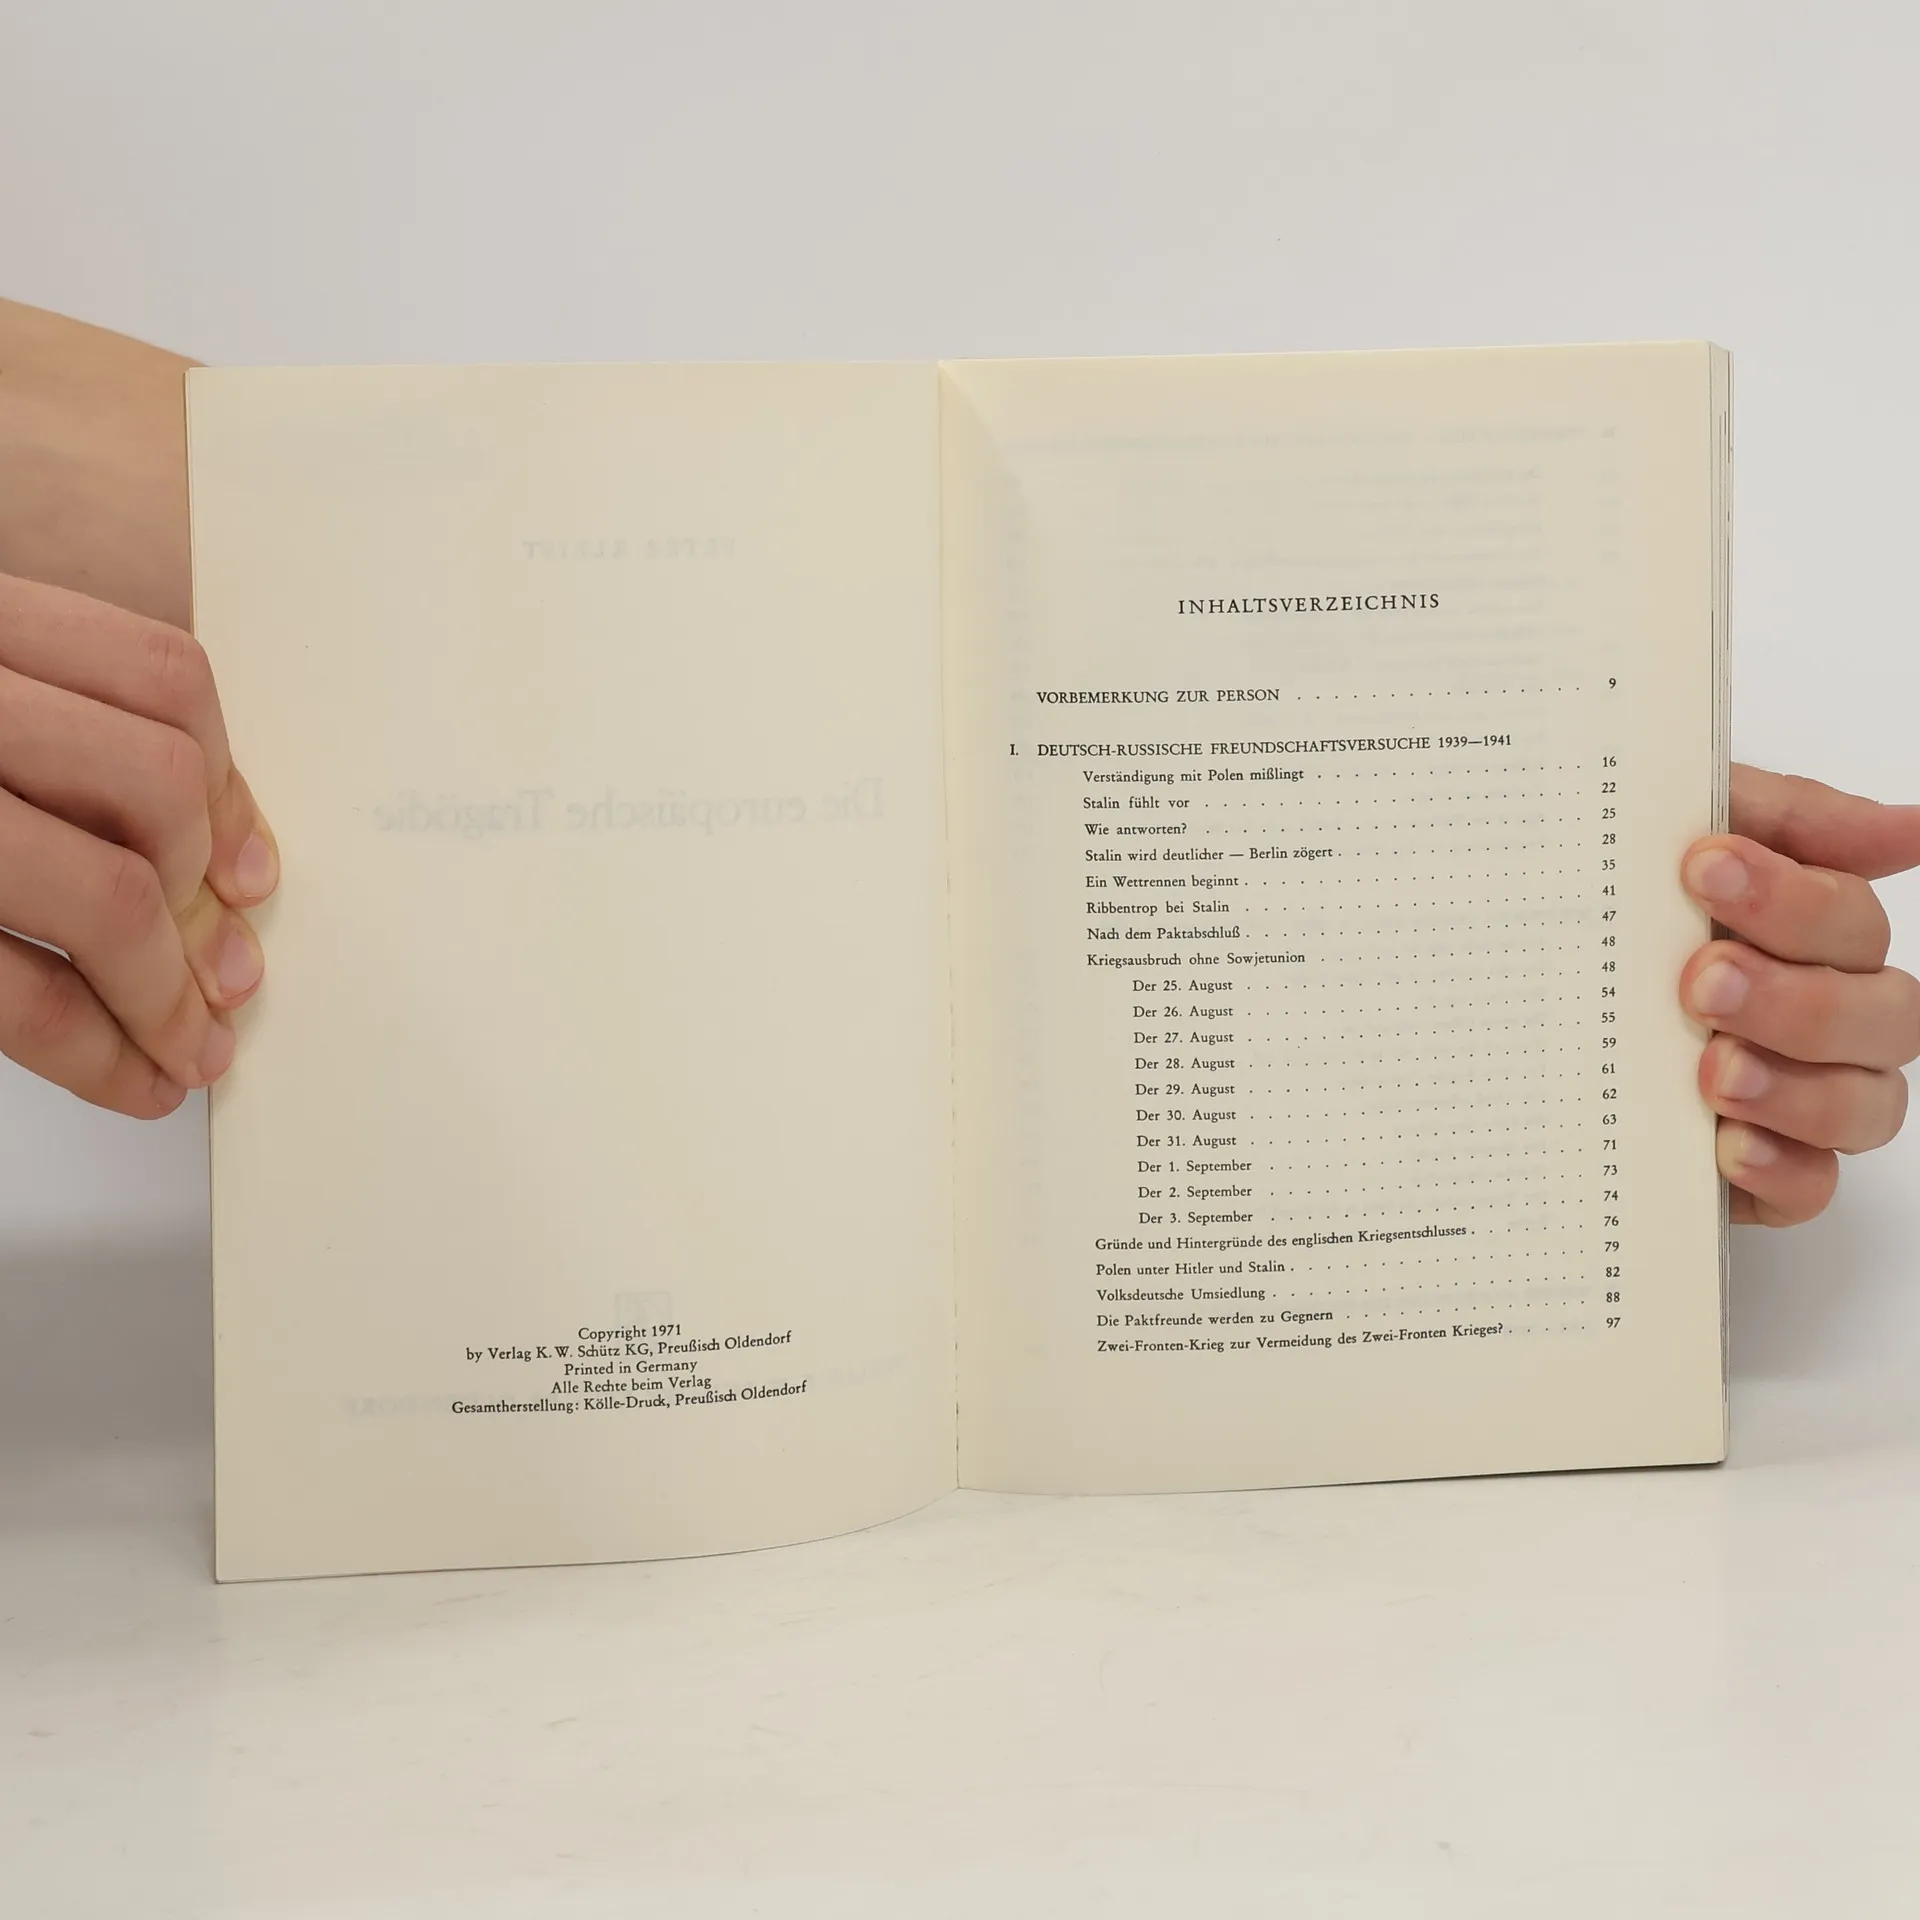 PETER KLEIST
Die europäische Tragödie
Copyright 1971
by Verlag K. W. Schütz KG, Preußisch Oldendorf
Printed in Germany
Alle Rechte beim Verlag
Gesamtherstellung: Kölle-Druck, Preußisch Oldendorf
INHALTSVERZEICHNIS
VORBEMERKUNG ZUR PERSON . . . . . . . . . . . . . . . . 9
I. DEUTSCH-RUSSISCHE FREUNDSCHAFTSVERSUCHE 1939—1941
Verständigung mit Polen mißlingt . . . . . . . . . . . . . . . 16
Stalin fühlt vor . . . . . . . . . . . . . . . . . . . . . 22
Wie antworten? . . . . . . . . . . . . . . . . . . . . . 25
Stalin wird deutlicher — Berlin zögert . . . . . . . . . . . . . . 28
Ein Wettrennen beginnt . . . . . . . . . . . . . . . . . . . 35
Ribbentrop bei Stalin . . . . . . . . . . . . . . . . . . . 41
Nach dem Paktabschluß . . . . . . . . . . . . . . . . . . . 47
Kriegsausbruch ohne Sowjetunion . . . . . . . . . . . . . . . 48
Der 25. August . . . . . . . . . . . . . . . . . . . 48
Der 26. August . . . . . . . . . . . . . . . . . . . 54
Der 27. August . . . . . . . . . . . . . . . . . . . 55
Der 28. August . . . . . . . . . . . . . . . . . . . 59
Der 29. August . . . . . . . . . . . . . . . . . . . 61
Der 30. August . . . . . . . . . . . . . . . . . . . 62
Der 31. August . . . . . . . . . . . . . . . . . . . 63
Der 1. September . . . . . . . . . . . . . . . . . . 71
Der 2. September . . . . . . . . . . . . . . . . . . 73
Der 3. September . . . . . . . . . . . . . . . . . . 74
Gründe und Hintergründe des englischen Kriegsentschlusses . . . . . . . 76
Polen unter Hitler und Stalin . . . . . . . . . . . . . . . . . 79
Volksdeutsche Umsiedlung . . . . . . . . . . . . . . . . . . 82
Die Paktfreunde werden zu Gegnern . . . . . . . . . . . . . . 88
Zwei-Fronten-Krieg zur Vermeidung des Zwei-Fronten Krieges? . . . . . 97